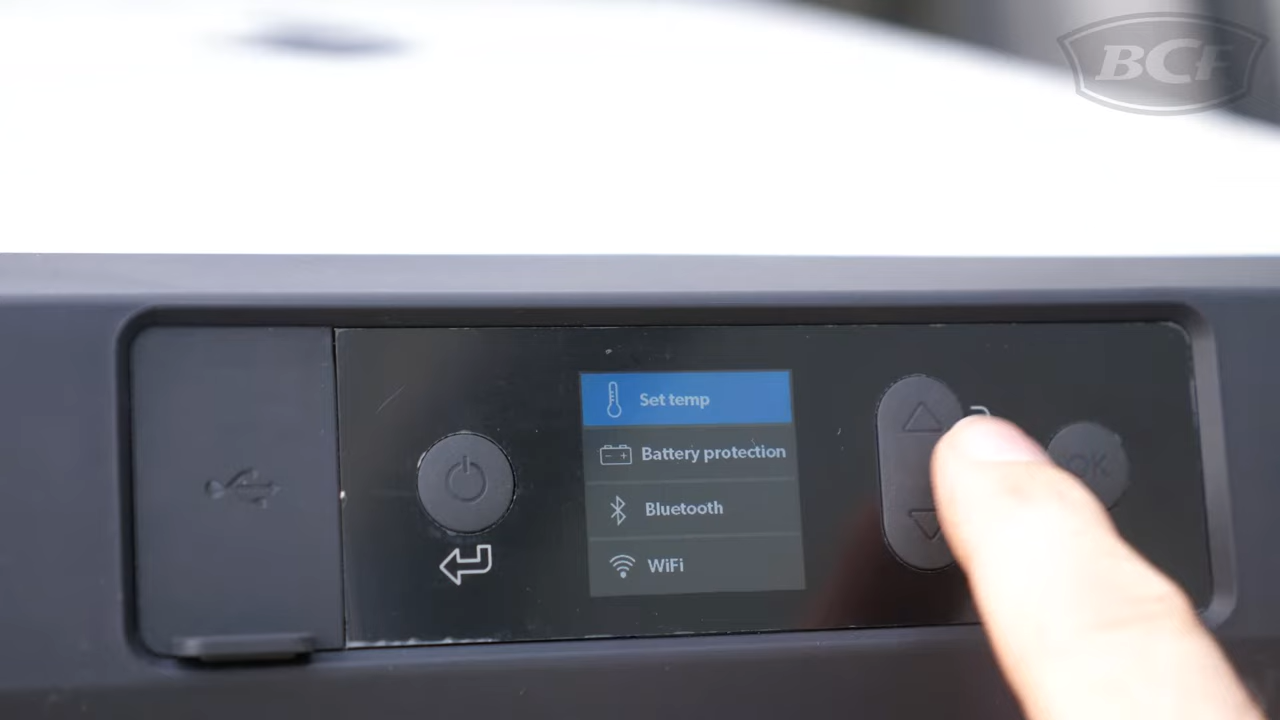 BCF
Set temp
Battery protection
Bluetooth
WiFi
OK